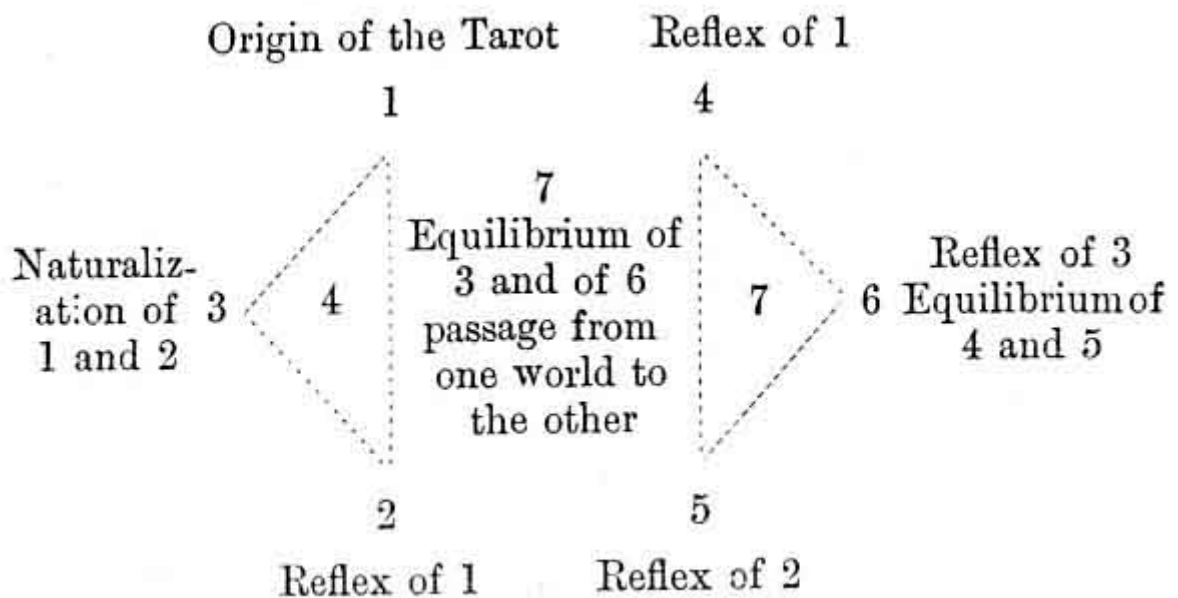 Origin of the Tarot
Reflex of 1
1
4
7
Equilibrium of
3 and of 6
passage from
one world to
the other
Naturaliz-
ation of
1 and 2
3
4
7
6
Reflex of 3
Equilibrium of
4 and 5
2
5
Reflex of 1
Reflex of 2